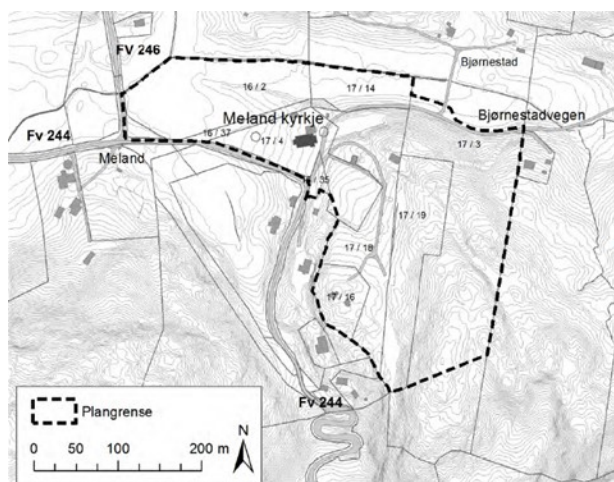 FV 246
Bjørnestad
16 / 2
17 / 14
Fv 244
Meland kyrkje
Bjørnestadvegen
16 / 37
17 / 4
17 / 3
Meland
35
17 / 19
17 / 18
17 / 16
Plangrense
Fv 244
0 50 100 200 m
N